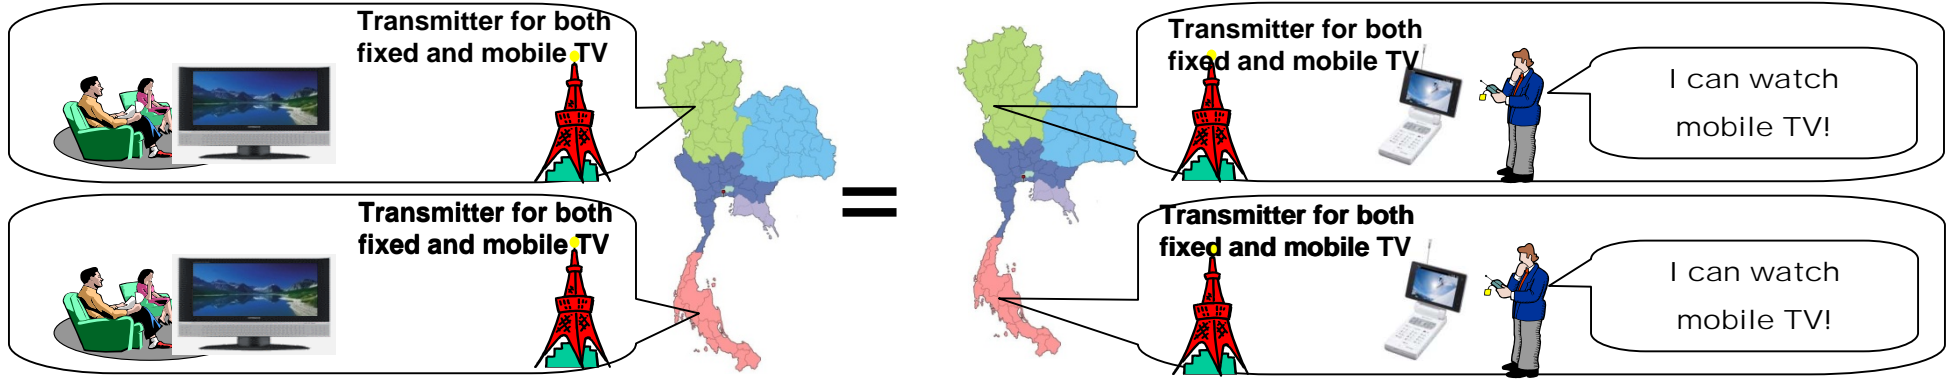 Transmitter for both
fixed and mobile TV
Transmitter for both
fixed and mobile TV
I can watch
mobile TV!
=
Transmitter for both
fixed and mobile TV
Transmitter for both
fixed and mobile TV
I can watch
mobile TV!